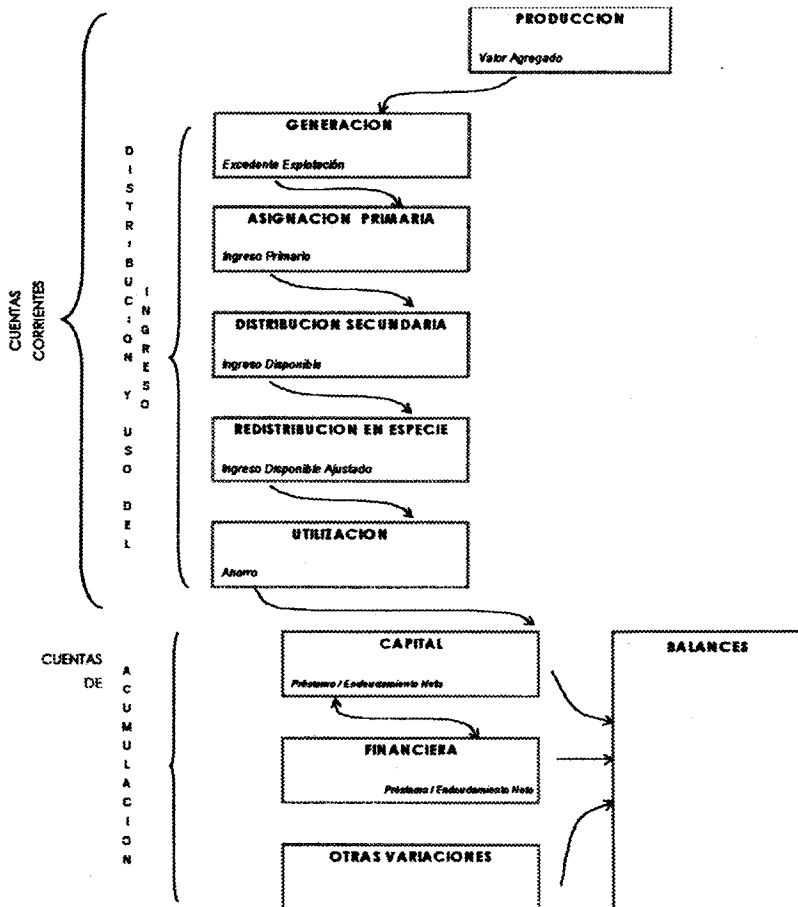 PRODUCCION
Valor Agregado
GENERACION
Excedente Explotación
ASIGNACION PRIMARIA
Ingreso Primario
DISTRIBUCION SECUNDARIA
Ingreso Disponible
REDISTRIBUCION EN ESPECIE
Ingreso Disponible Ajustado
UTILIZACION
Ahorro
CUENTAS
CORRIENTES
DISTRIBUCION Y USO DEL
INGRESO
CAPITAL
Préstamo / Endeudamiento Neto
FINANCIERA
Préstamo / Endeudamiento Neto
OTRAS VARIACIONES
BALANCES
CUENTAS
DE
ACUMULACION